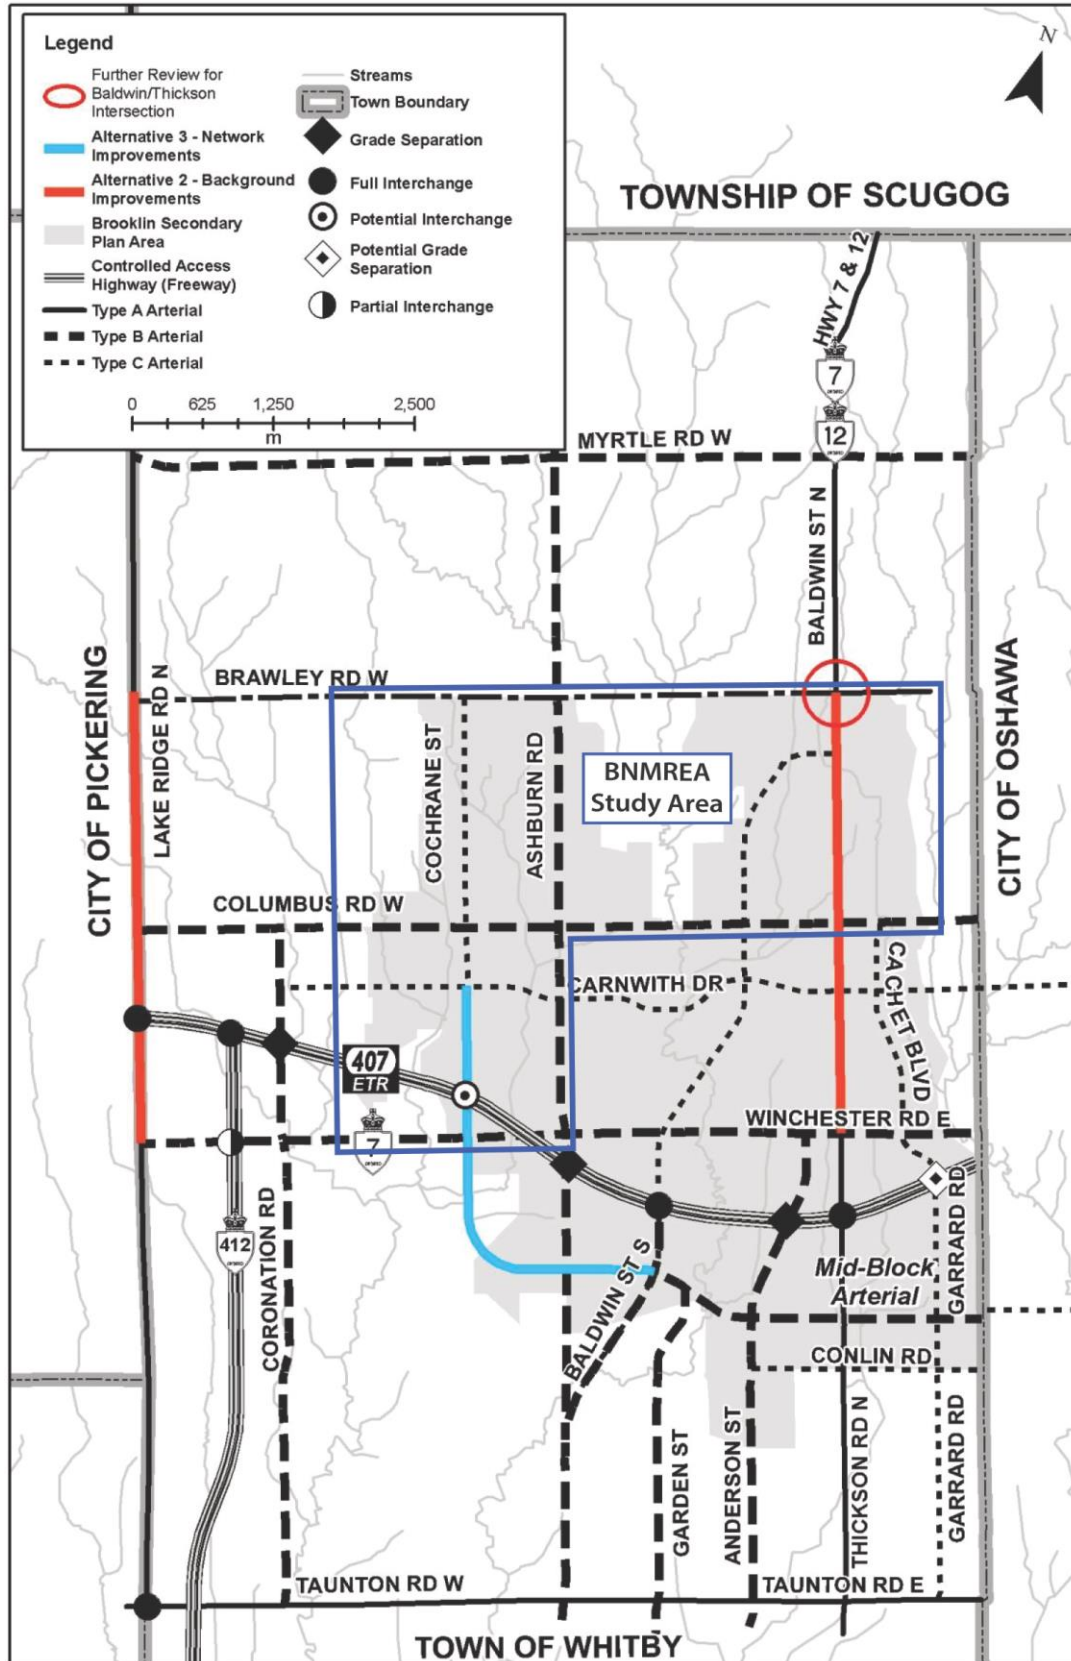 Legend
Further Review for
Baldwin/Thickson
Intersection
Alternative 3 - Network
Improvements
Alternative 2 - Background
Improvements
Brooklin Secondary
Plan Area
Controlled Access
Highway (Freeway)
Type A Arterial
Type B Arterial
Type C Arterial
Streams
Town Boundary
Grade Separation
Full Interchange
Potential Interchange
Potential Grade
Separation
Partial Interchange
0 625 1,250 2,500
m
N
TOWNSHIP OF SCUGOG
HWY 7 & 12
7
12
MYRTLE RD W
BALDWIN ST N
CITY OF PICKERING
LAKE RIDGE RD N
BRAWLEY RD W
COCHRANE ST
ASHBURN RD
BNMREA
Study Area
CITY OF OSHAWA
COLUMBUS RD W
CARNWITH DR
CACHET BLVD
407
ETR
7
WINCHESTER RD E
412
CORONATION RD
BALDWIN ST S
Mid-Block
Arterial
GARRARD RD
CONLIN RD
GARDEN ST
ANDERSON ST
THICKSON RD N
GARRARD RD
TAUNTON RD W
TAUNTON RD E
TOWN OF WHITBY